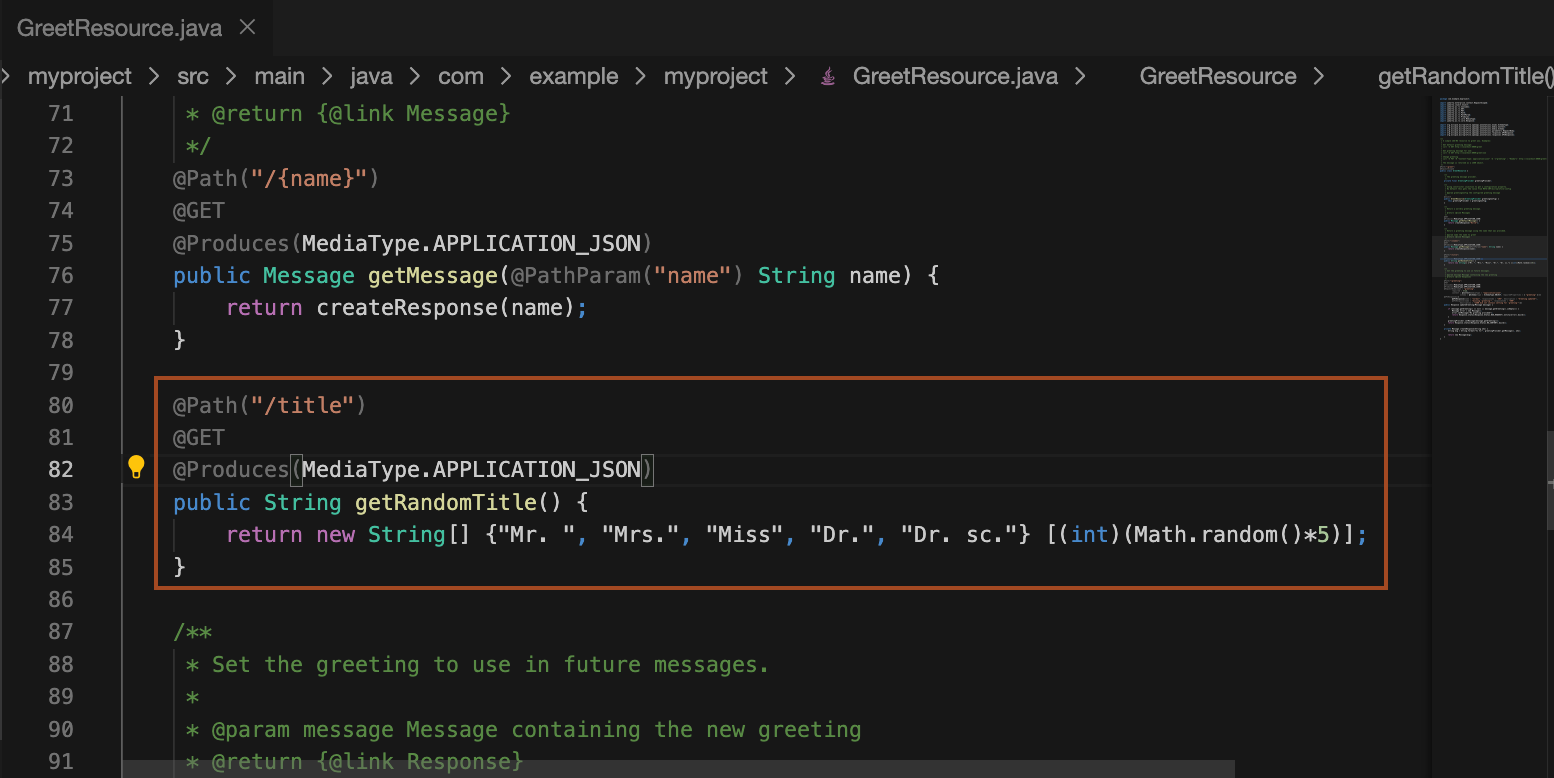 GreetResource.java ×
> myproject > src > main > java > com > example > myproject > GreetResource.java > GreetResource > getRandomTitle()
71 * @return {@link Message}
72 */
73 @Path("/{name}")
74 @GET
75 @Produces(MediaType.APPLICATION_JSON)
76 public Message getMessage(@PathParam("name") String name) {
77 return createResponse(name);
78 }
79
80 @Path("/title")
81 @GET
82 @Produces(MediaType.APPLICATION_JSON)
83 public String getRandomTitle() {
84 return new String[] {"Mr. ", "Mrs.", "Miss", "Dr.", "Dr. sc."} [(int)(Math.random()*5)];
85 }
86
87 /**
88 * Set the greeting to use in future messages.
89 *
90 * @param message Message containing the new greeting
91 * @return {@link Response}